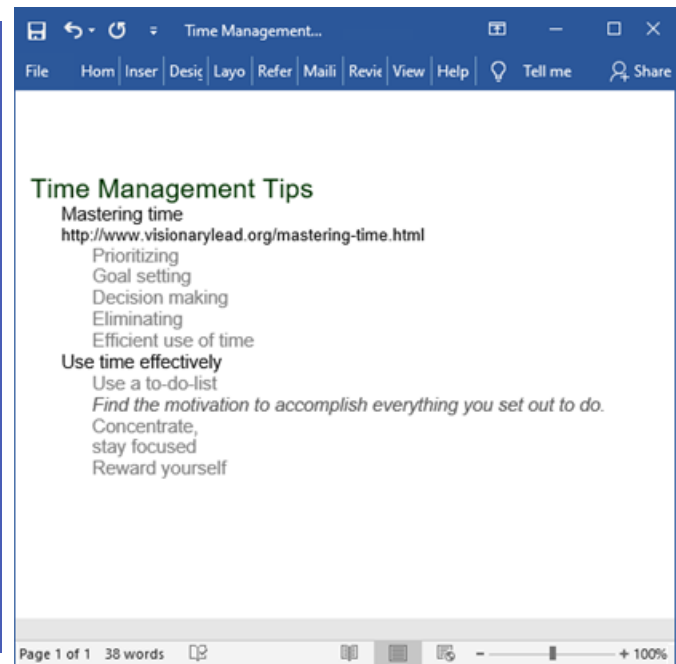 Time Management...
File Hom Inser Desig Layo Refer Maili Revie View Help Tell me Share
Time Management Tips
Mastering time
http://www.visionarylead.org/mastering-time.html
Prioritizing
Goal setting
Decision making
Eliminating
Efficient use of time
Use time effectively
Use a to-do-list
Find the motivation to accomplish everything you set out to do.
Concentrate,
stay focused
Reward yourself
Page 1 of 1 38 words - + 100%